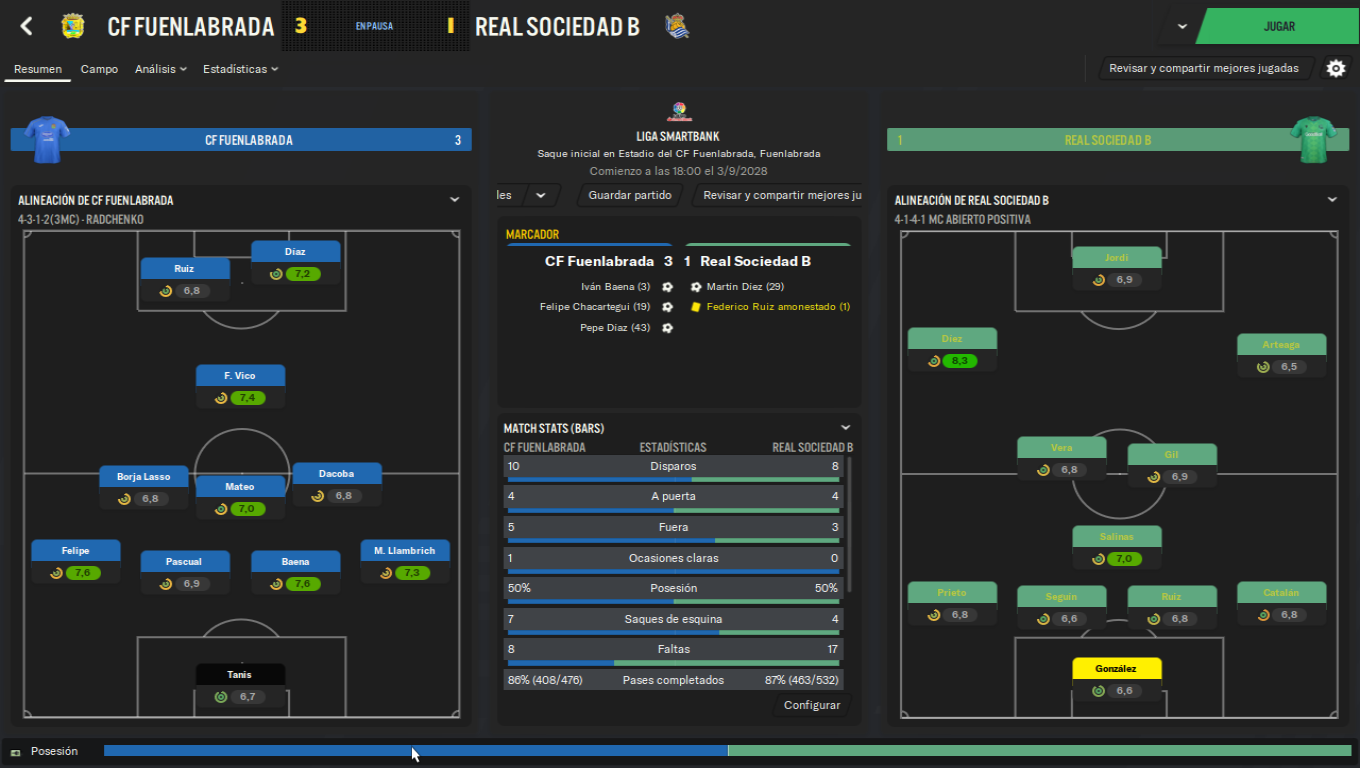 CF FUENLABRADA
3
EN PAUSA
1
REAL SOCIEDAD B
JUGAR
Resumen
Campo
Análisis
Estadísticas
Revisar y compartir mejores jugadas
CF FUENLABRADA
3
LIGA SMARTBANK
Saque inicial en Estadio del CF Fuenlabrada, Fuenlabrada
Comienzo a las 18:00 el 3/9/2028
les
Guardar partido
Revisar y compartir mejores ju
1
REAL SOCIEDAD B
ALINEACIÓN DE CF FUENLABRADA
4-3-1-2(3MC) - RADCHENKO
Díaz
7,2
Ruiz
6,8
F. Vico
7,4
Borja Lasso
6,8
Mateo
7,0
Dacoba
6,8
Felipe
7,6
Pascual
6,9
Baena
7,6
M. Llambrich
7,3
Tanis
6,7
MARCADOR
CF Fuenlabrada 3 1 Real Sociedad B
Iván Baena (3)
Martín Díez (29)
Felipe Chacartegui (19)
Federico Ruiz amonestado (1)
Pepe Díaz (43)
MATCH STATS (BARS)
CF FUENLABRADA ESTADÍSTICAS REAL SOCIEDAD B
10 Disparos 8
4 A puerta 4
5 Fuera 3
1 Ocasiones claras 0
50% Posesión 50%
7 Saques de esquina 4
8 Faltas 17
86% (408/476) Pases completados 87% (463/532)
Configurar
ALINEACIÓN DE REAL SOCIEDAD B
4-1-4-1 MC ABIERTO POSITIVA
Jordi
6,9
Díez
8,3
Arteaga
6,5
Vera
6,8
Gil
6,9
Salinas
7,0
Prieto
6,8
Seguín
6,6
Ruiz
6,8
Catalán
6,8
González
6,6
Posesión